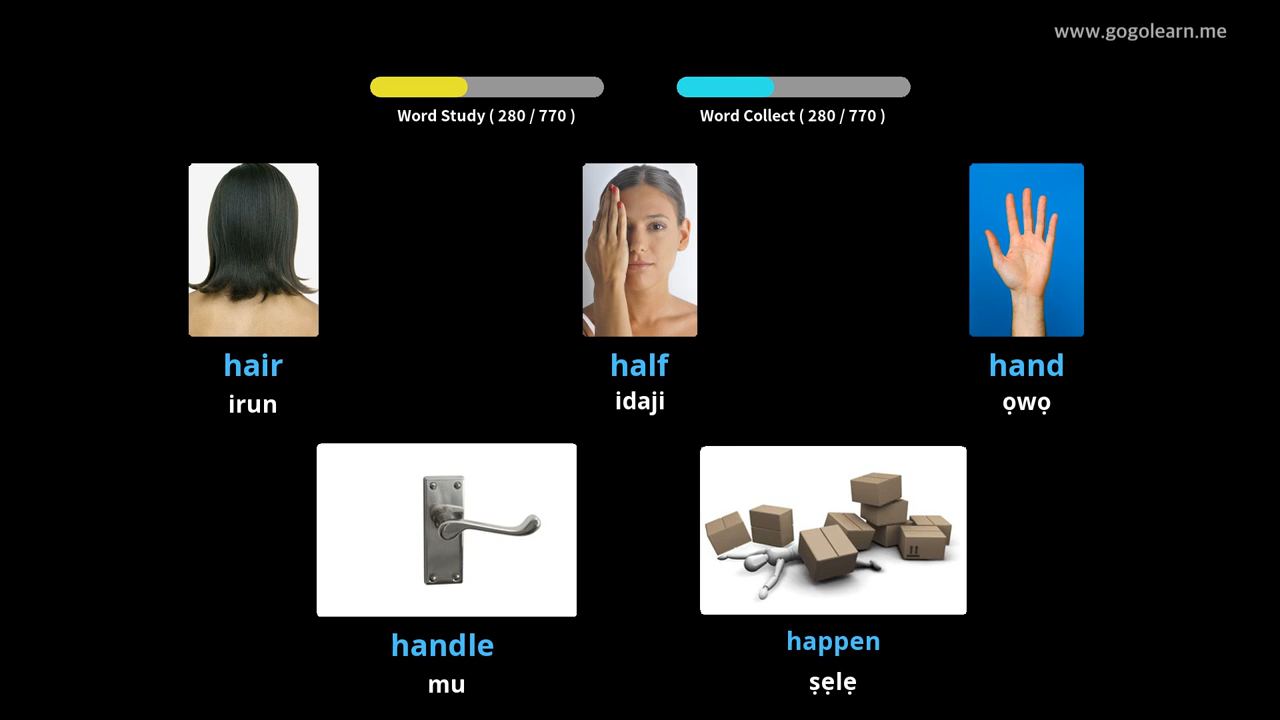 www.gogolearn.me
Word Study ( 280 / 770 )
Word Collect ( 280 / 770 )
hair
irun
half
idaji
hand
ọwọ
handle
mu
happen
ṣẹlẹ